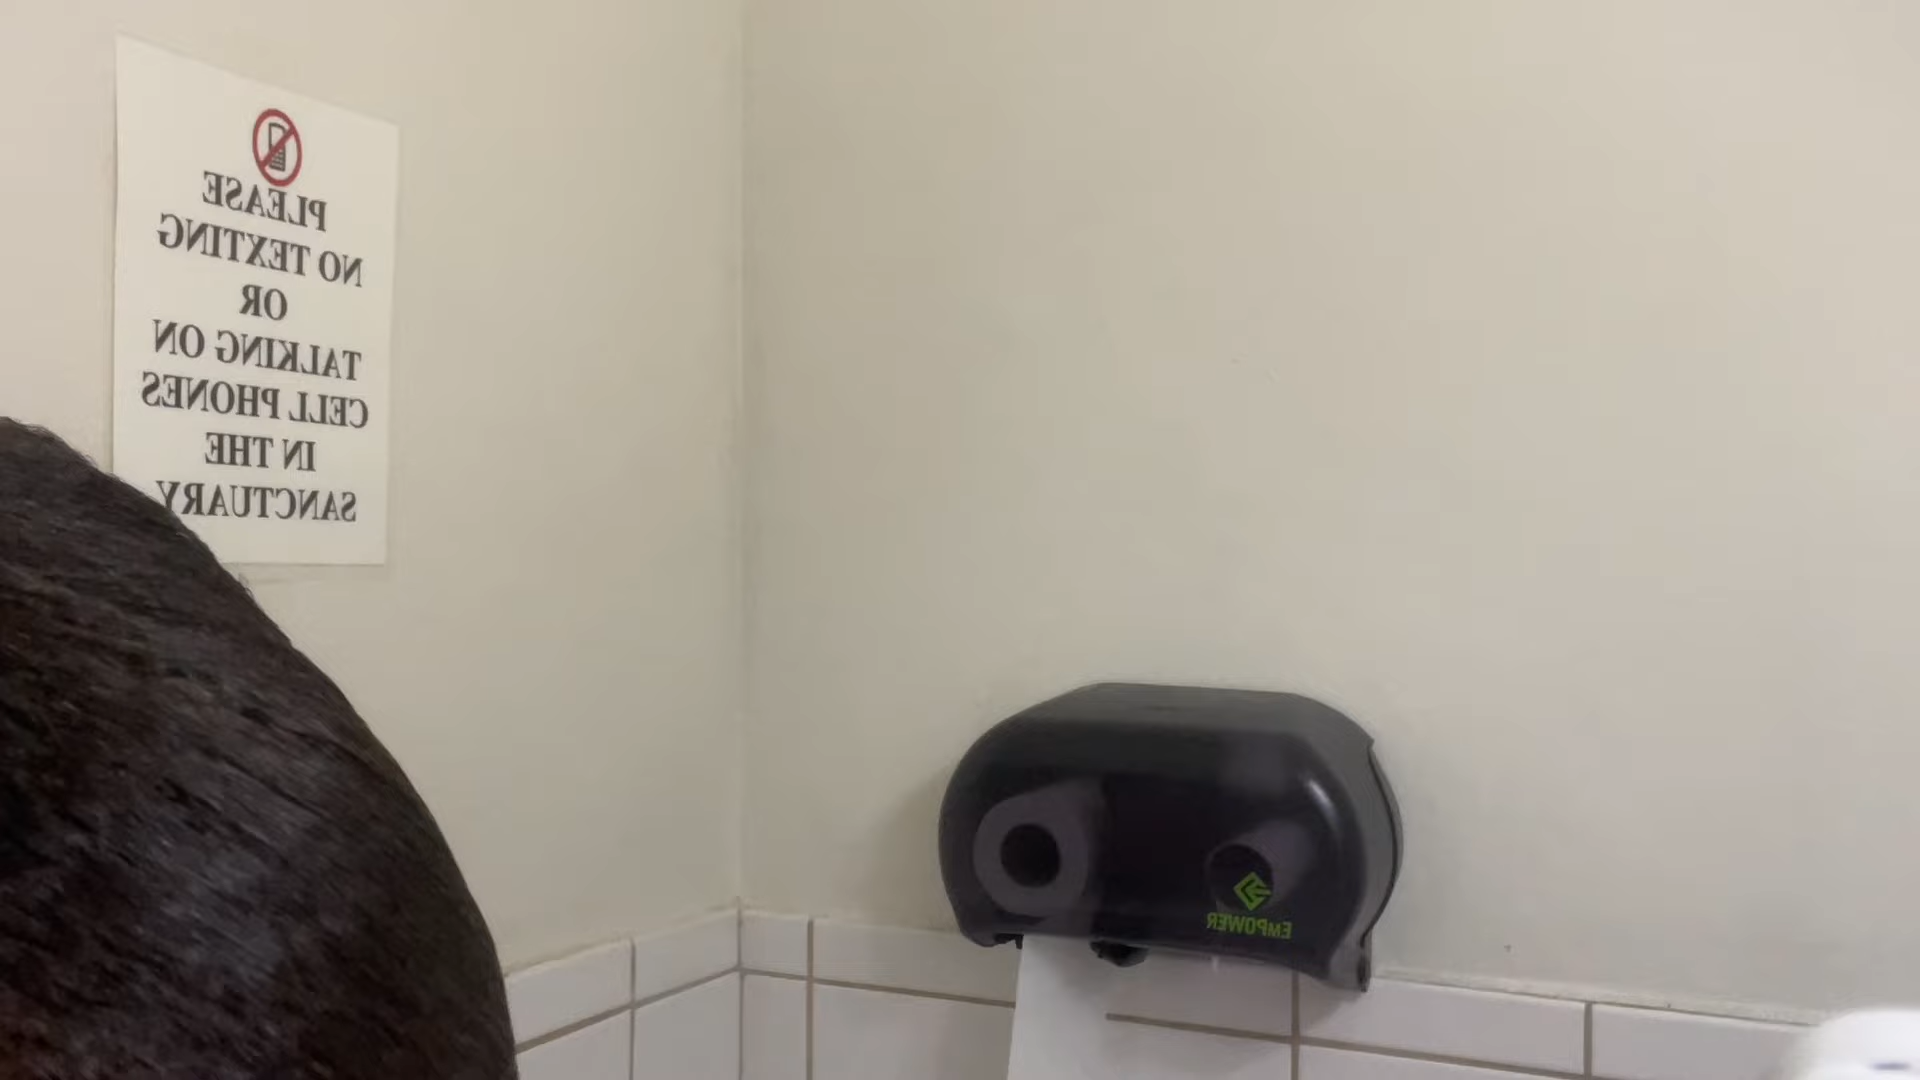 PLEASE
NO TEXTING
OR
TALKING ON
CELL PHONES
IN THE
SANCTUARY
EMPOWER